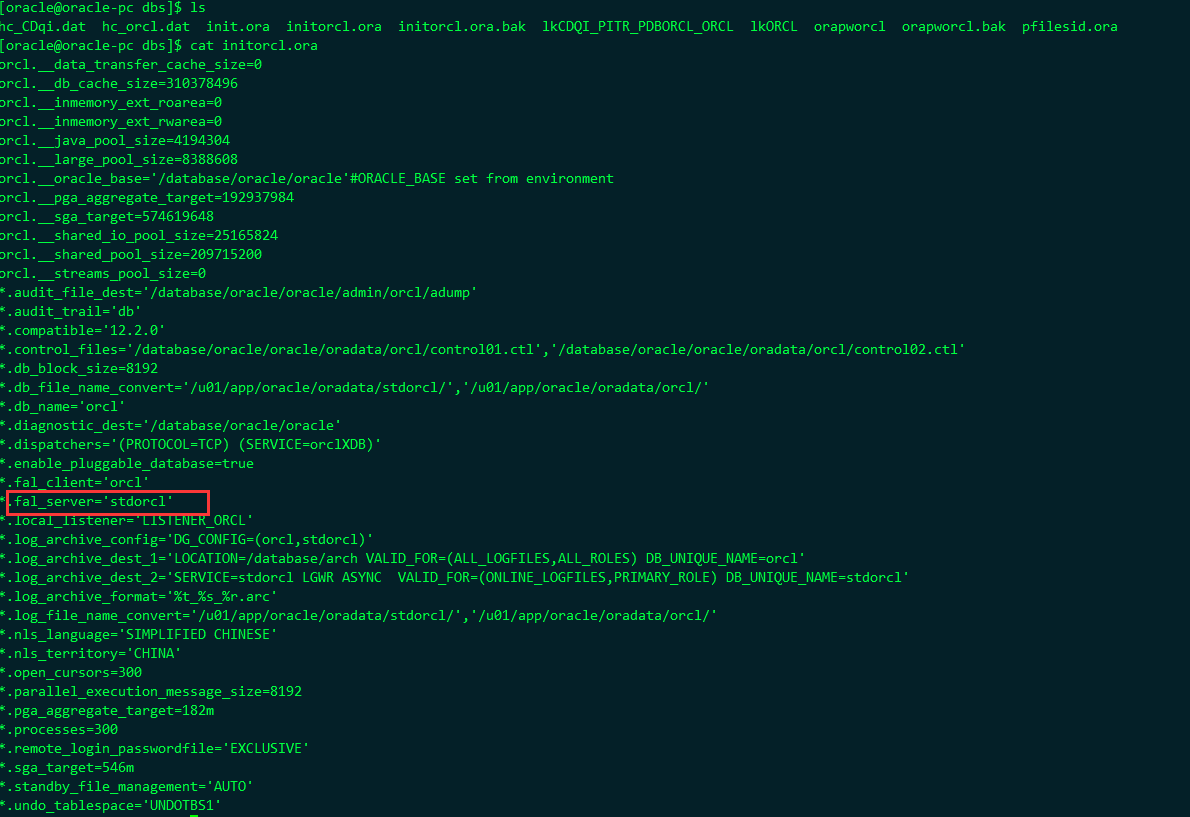 [oracle@oracle-pc dbs]$ ls
hc_CDqi.dat  hc_orcl.dat  init.ora  initorcl.ora  initorcl.ora.bak  lkCDQI_PITR_PDBORCL_ORCL  lkORCL  orapworcl  orapworcl.bak  pfilesid.ora
[oracle@oracle-pc dbs]$ cat initorcl.ora
orcl.__data_transfer_cache_size=0
orcl.__db_cache_size=310378496
orcl.__inmemory_ext_roarea=0
orcl.__inmemory_ext_rwarea=0
orcl.__java_pool_size=4194304
orcl.__large_pool_size=8388608
orcl.__oracle_base='/database/oracle/oracle'#ORACLE_BASE set from environment
orcl.__pga_aggregate_target=192937984
orcl.__sga_target=574619648
orcl.__shared_io_pool_size=25165824
orcl.__shared_pool_size=209715200
orcl.__streams_pool_size=0
*.audit_file_dest='/database/oracle/oracle/admin/orcl/adump'
*.audit_trail='db'
*.compatible='12.2.0'
*.control_files='/database/oracle/oracle/oradata/orcl/control01.ctl','/database/oracle/oracle/oradata/orcl/control02.ctl'
*.db_block_size=8192
*.db_file_name_convert='/u01/app/oracle/oradata/stdorcl/','/u01/app/oracle/oradata/orcl/'
*.db_name='orcl'
*.diagnostic_dest='/database/oracle/oracle'
*.dispatchers='(PROTOCOL=TCP) (SERVICE=orclXDB)'
*.enable_pluggable_database=true
*.fal_client='orcl'
*.fal_server='stdorcl'
*.local_listener='LISTENER_ORCL'
*.log_archive_config='DG_CONFIG=(orcl,stdorcl)'
*.log_archive_dest_1='LOCATION=/database/arch VALID_FOR=(ALL_LOGFILES,ALL_ROLES) DB_UNIQUE_NAME=orcl'
*.log_archive_dest_2='SERVICE=stdorcl LGWR ASYNC  VALID_FOR=(ONLINE_LOGFILES,PRIMARY_ROLE) DB_UNIQUE_NAME=stdorcl'
*.log_archive_format='%t_%s_%r.arc'
*.log_file_name_convert='/u01/app/oracle/oradata/stdorcl/','/u01/app/oracle/oradata/orcl/'
*.nls_language='SIMPLIFIED CHINESE'
*.nls_territory='CHINA'
*.open_cursors=300
*.parallel_execution_message_size=8192
*.pga_aggregate_target=182m
*.processes=300
*.remote_login_passwordfile='EXCLUSIVE'
*.sga_target=546m
*.standby_file_management='AUTO'
*.undo_tablespace='UNDOTBS1'